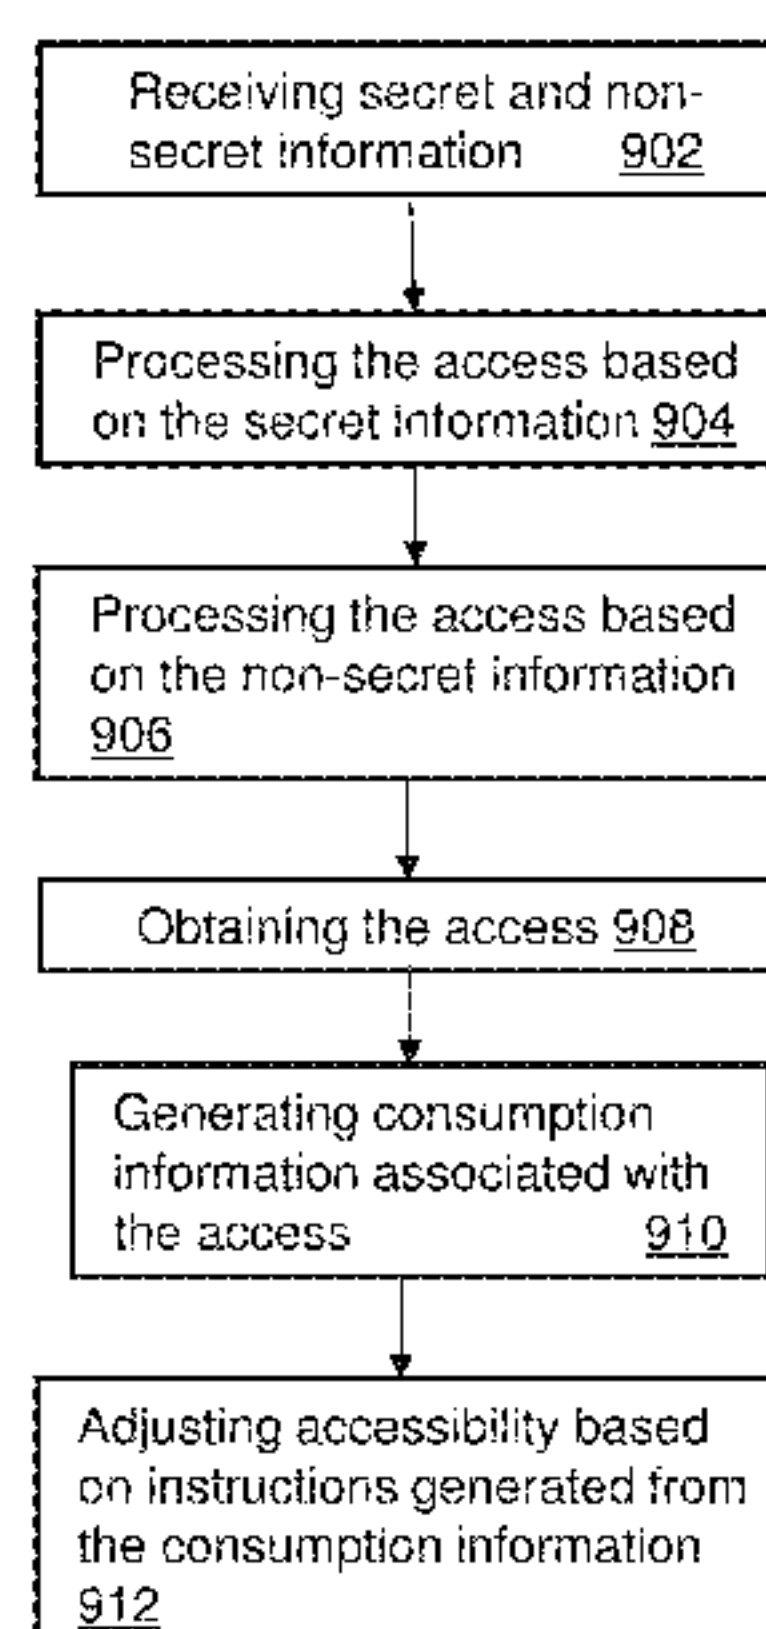 Receiving secret and non-
secret information 902
Processing the access based
on the secret information 904
Processing the access based
on the non-secret information
906
Obtaining the access 908
Generating consumption
information associated with
the access 910
Adjusting accessibility based
on instructions generated from
the consumption information
912